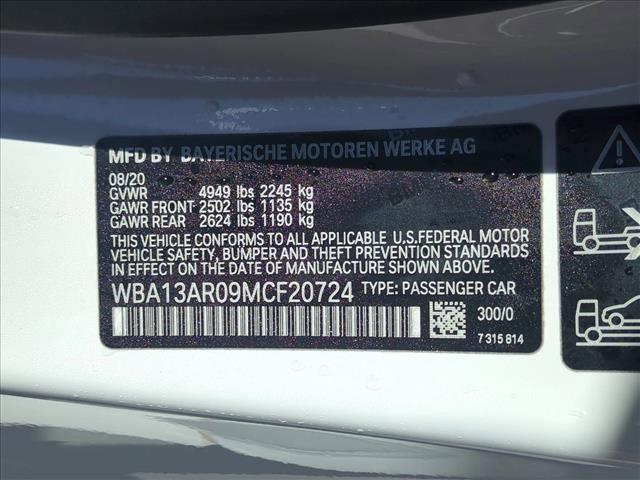 MFD BY BAYERISCHE MOTOREN WERKE AG
08/20
GVWR 4949 lbs 2245 kg
GAWR FRONT 2502 lbs 1135 kg
GAWR REAR 2624 lbs 1190 kg
THIS VEHICLE CONFORMS TO ALL APPLICABLE U.S.FEDERAL MOTOR
VEHICLE SAFETY, BUMPER AND THEFT PREVENTION STANDARDS
IN EFFECT ON THE DATE OF MANUFACTURE SHOWN ABOVE.
WBA13AR09MCF20724 TYPE: PASSENGER CAR
300/0
7 315 814